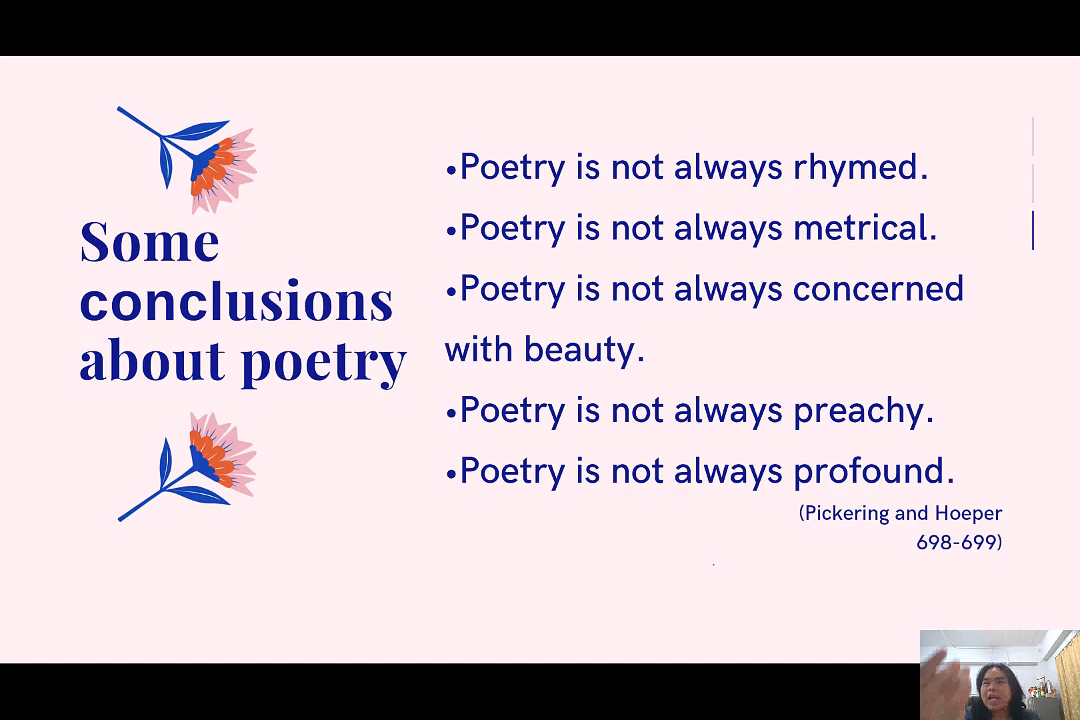 Some
conclusions
about poetry
•Poetry is not always rhymed.
•Poetry is not always metrical.
•Poetry is not always concerned
with beauty.
•Poetry is not always preachy.
•Poetry is not always profound.
(Pickering and Hoeper
698-699)